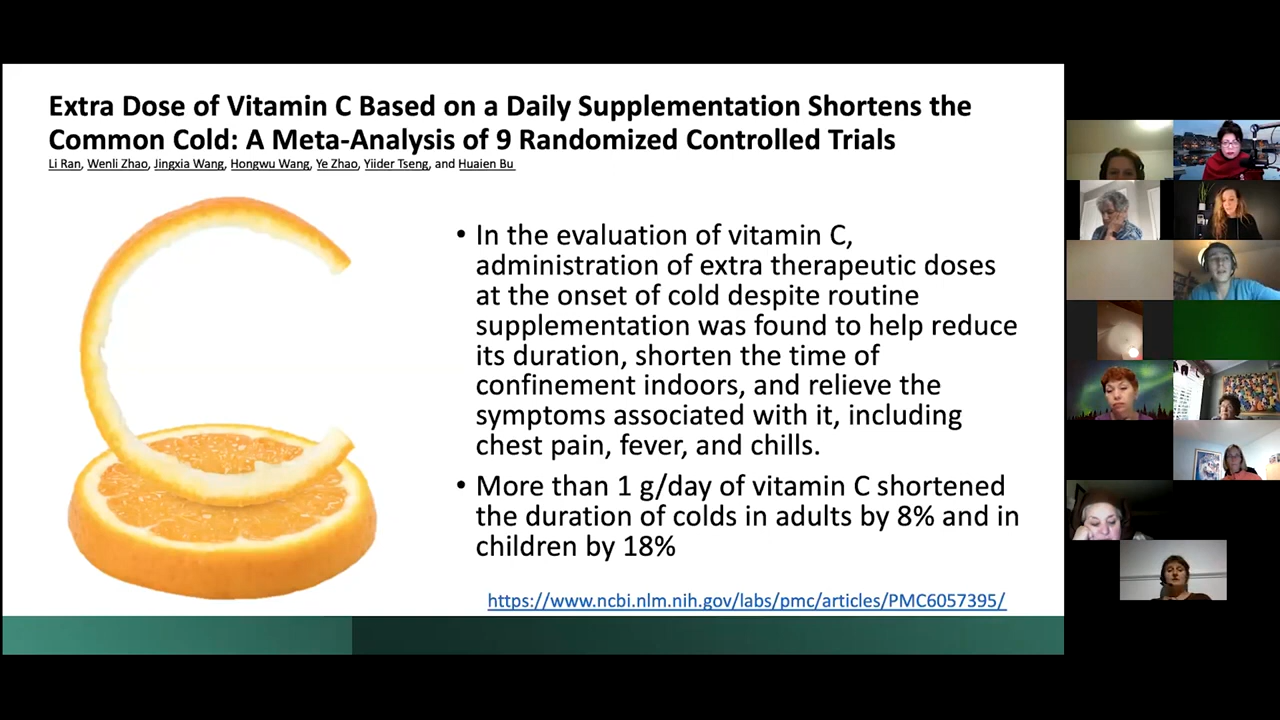 Extra Dose of Vitamin C Based on a Daily Supplementation Shortens the
Common Cold: A Meta-Analysis of 9 Randomized Controlled Trials
Li Ran, Wenli Zhao, Jingxia Wang, Hongwu Wang, Ye Zhao, Yiider Tseng, and Huaien Bu
• In the evaluation of vitamin C,
administration of extra therapeutic doses
at the onset of cold despite routine
supplementation was found to help reduce
its duration, shorten the time of
confinement indoors, and relieve the
symptoms associated with it, including
chest pain, fever, and chills.
• More than 1 g/day of vitamin C shortened
the duration of colds in adults by 8% and in
children by 18%
https://www.ncbi.nlm.nih.gov/labs/pmc/articles/PMC6057395/